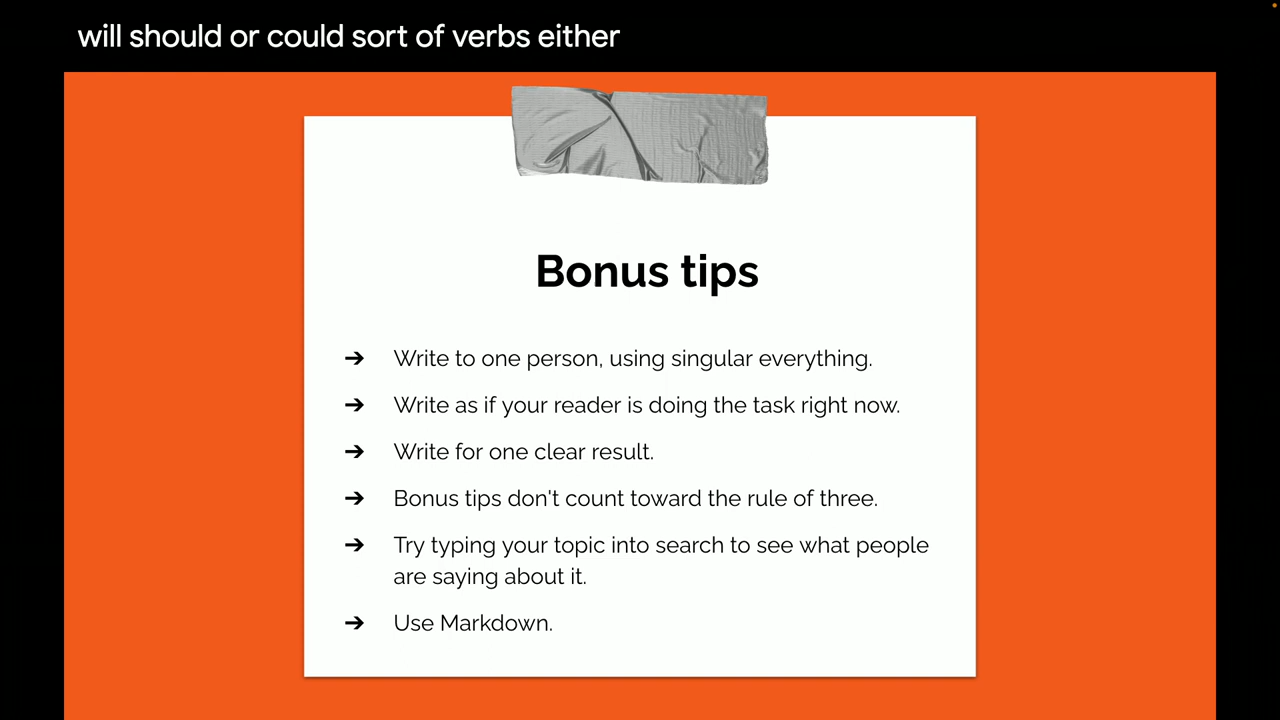 will should or could sort of verbs either
Bonus tips
➔ Write to one person, using singular everything.
➔ Write as if your reader is doing the task right now.
➔ Write for one clear result.
➔ Bonus tips don't count toward the rule of three.
➔ Try typing your topic into search to see what people
are saying about it.
➔ Use Markdown.